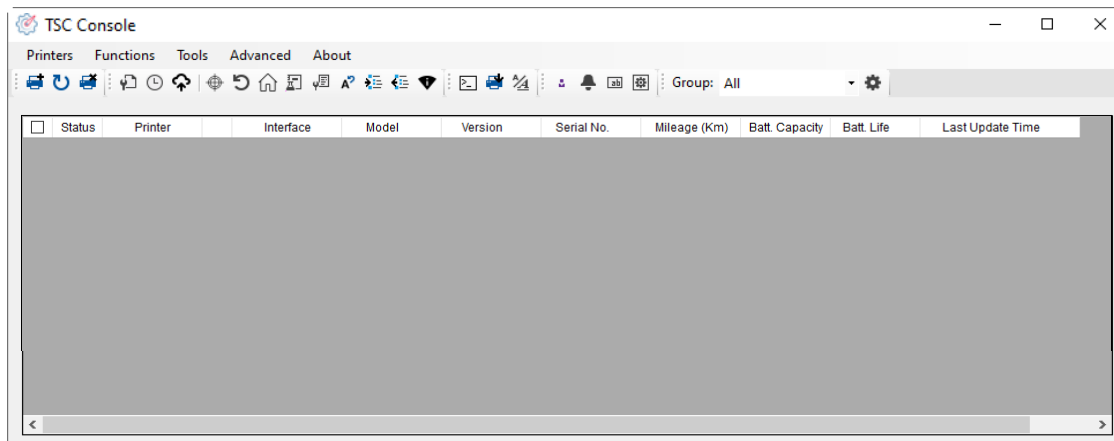 TSC Console
Printers Functions Tools Advanced About
Group: All
Status Printer Interface Model Version Serial No. Mileage (Km) Batt. Capacity Batt. Life Last Update Time